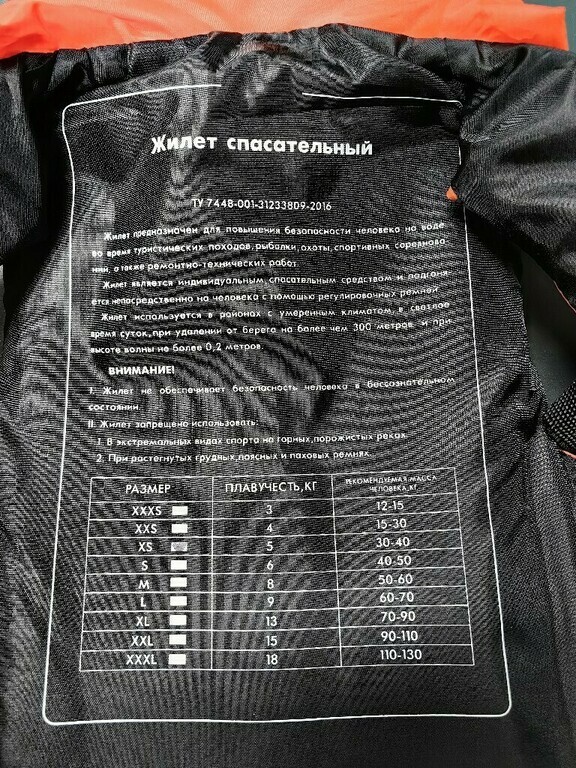 Жилет спасательный
ТУ 7448-001-31233809-2016
Жилет предназначен для повышения безопасности человека на воде
во время туристических походов, рыбалки, охоты, спортивных соревнова-
ний, а также ремонтно-технических работ.
Жилет является индивидуальным спасательным средством и подгоня-
ется непосредственно на человека с помощью регулировочных ремней.
Жилет используется в районах с умеренным климатом в светлое
время суток, при удалении от берега на более чем 300 метров и при
высоте волны не более 0,2 метров.
ВНИМАНИЕ!
I. Жилет не обеспечивает безопасность человека в бессознательном
состоянии.
II. Жилет запрещено использовать:
1. В экстремальных видах спорта на горных, порожистых реках.
2. При растегнутых грудных, поясных и паховых ремнях.
РАЗМЕР ПЛАВУЧЕСТЬ, КГ РЕКОМЕНДУЕМАЯ МАССА ЧЕЛОВЕКА, КГ
XXXS 3 12-15
XXS 4 15-30
XS 5 30-40
S 6 40-50
M 8 50-60
L 9 60-70
XL 13 70-90
XXL 15 90-110
XXXL 18 110-130